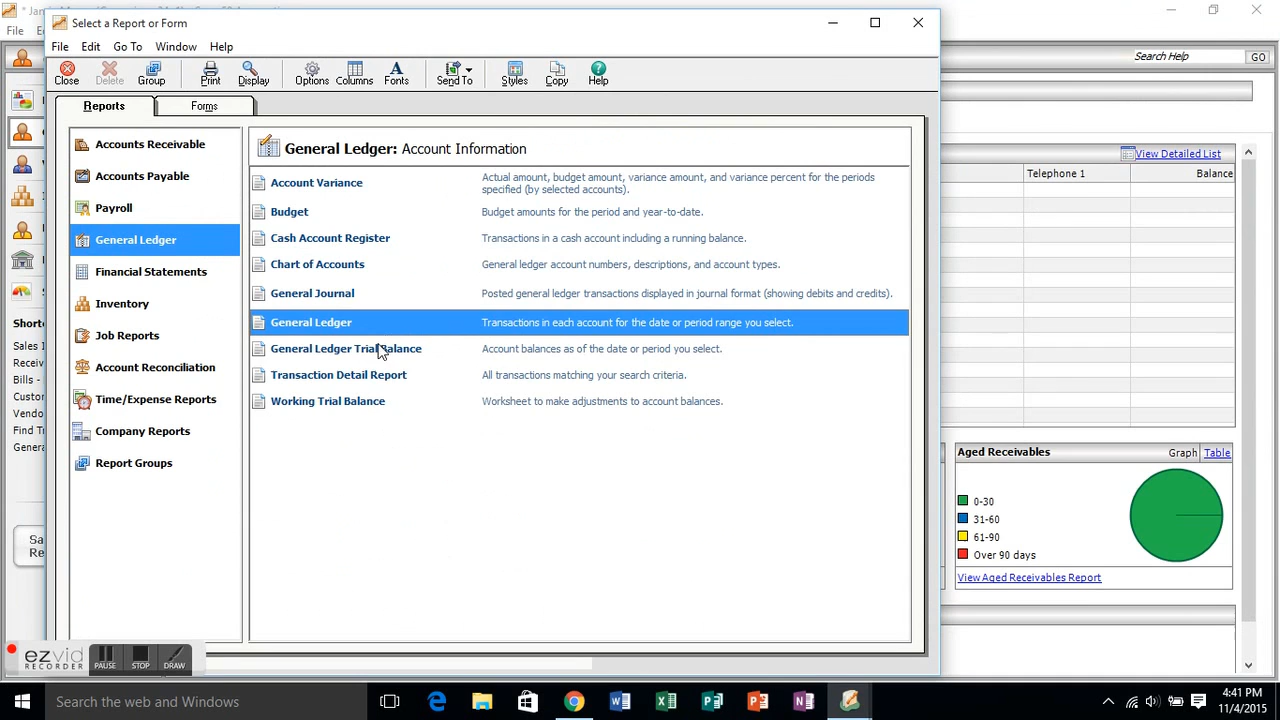 Select a Report or Form
File Edit Go To Window Help
File
Search Help GO
Close Delete Group Print Display Options Columns Fonts Send To Styles Copy Help
Reports Forms
Accounts Receivable
Accounts Payable
Payroll
General Ledger
Financial Statements
Inventory
Job Reports
Account Reconciliation
Time/Expense Reports
Company Reports
Report Groups
General Ledger: Account Information
Account Variance Actual amount, budget amount, variance amount, and variance percent for the periods
specified (by selected accounts).
Budget Budget amounts for the period and year-to-date.
Cash Account Register Transactions in a cash account including a running balance.
Chart of Accounts General ledger account numbers, descriptions, and account types.
General Journal Posted general ledger transactions displayed in journal format (showing debits and credits).
General Ledger Transactions in each account for the date or period range you select.
General Ledger Trial Balance Account balances as of the date or period you select.
Transaction Detail Report All transactions matching your search criteria.
Working Trial Balance Worksheet to make adjustments to account balances.
View Detailed List
Telephone 1 Balance
Aged Receivables Graph Table
0-30
31-60
61-90
Over 90 days
View Aged Receivables Report
Short
Sales I
Receiv
Bills -
Custo
Vendo
Find T
Genera
Sa
Re
ezvid
RECORDER
PAUSE STOP DRAW
Search the web and Windows
4:41 PM
11/4/2015